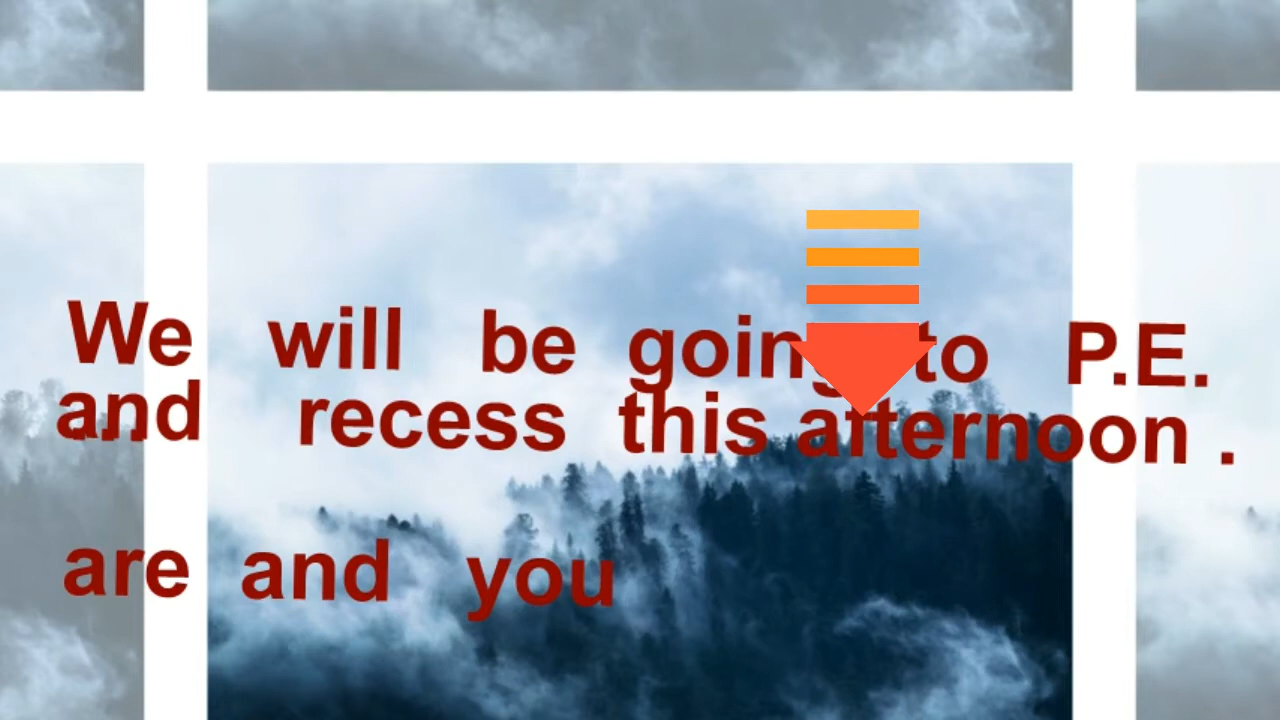 We will be going to P.E.
and recess this afternoon .
are and you